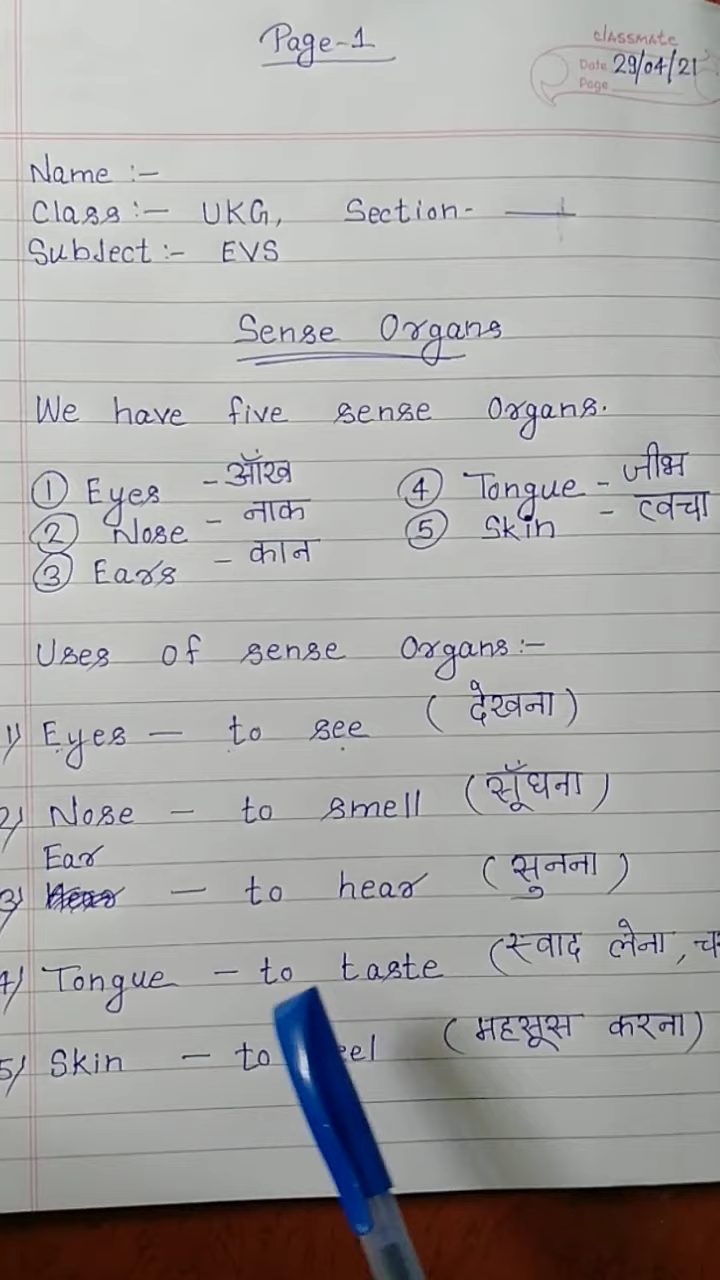 Page-1
classmate
Date 29/04/21
Page
Name :-
Class :- UKG, Section-
Subject :- EVS
Sense Organs
We have five sense Organs.
① Eyes - आँख
② Nose - नाक
③ Ears - कान
④ Tongue - जीभ
⑤ Skin - त्वचा
Uses of sense Organs :-
1) Eyes - to see (देखना)
2) Nose - to smell (सूँघना)
Ear
3) - to hear (सुनना)
4) Tongue - to taste (स्वाद लेना,
5) Skin - to (महसूस करना)